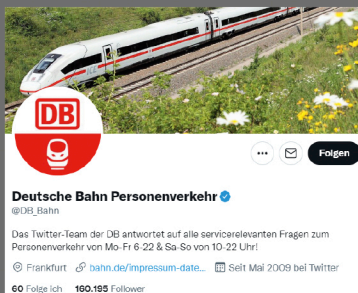 ICE
DB
Folgen
Deutsche Bahn Personenverkehr
@DB_Bahn
Das Twitter-Team der DB antwortet auf alle servicerelevanten Fragen zum
Personenverkehr von Mo-Fr 6-22 & Sa-So von 10-22 Uhr!
Frankfurt bahn.de/impressum-date... Seit Mai 2009 bei Twitter
60 Folge ich 160.195 Follower